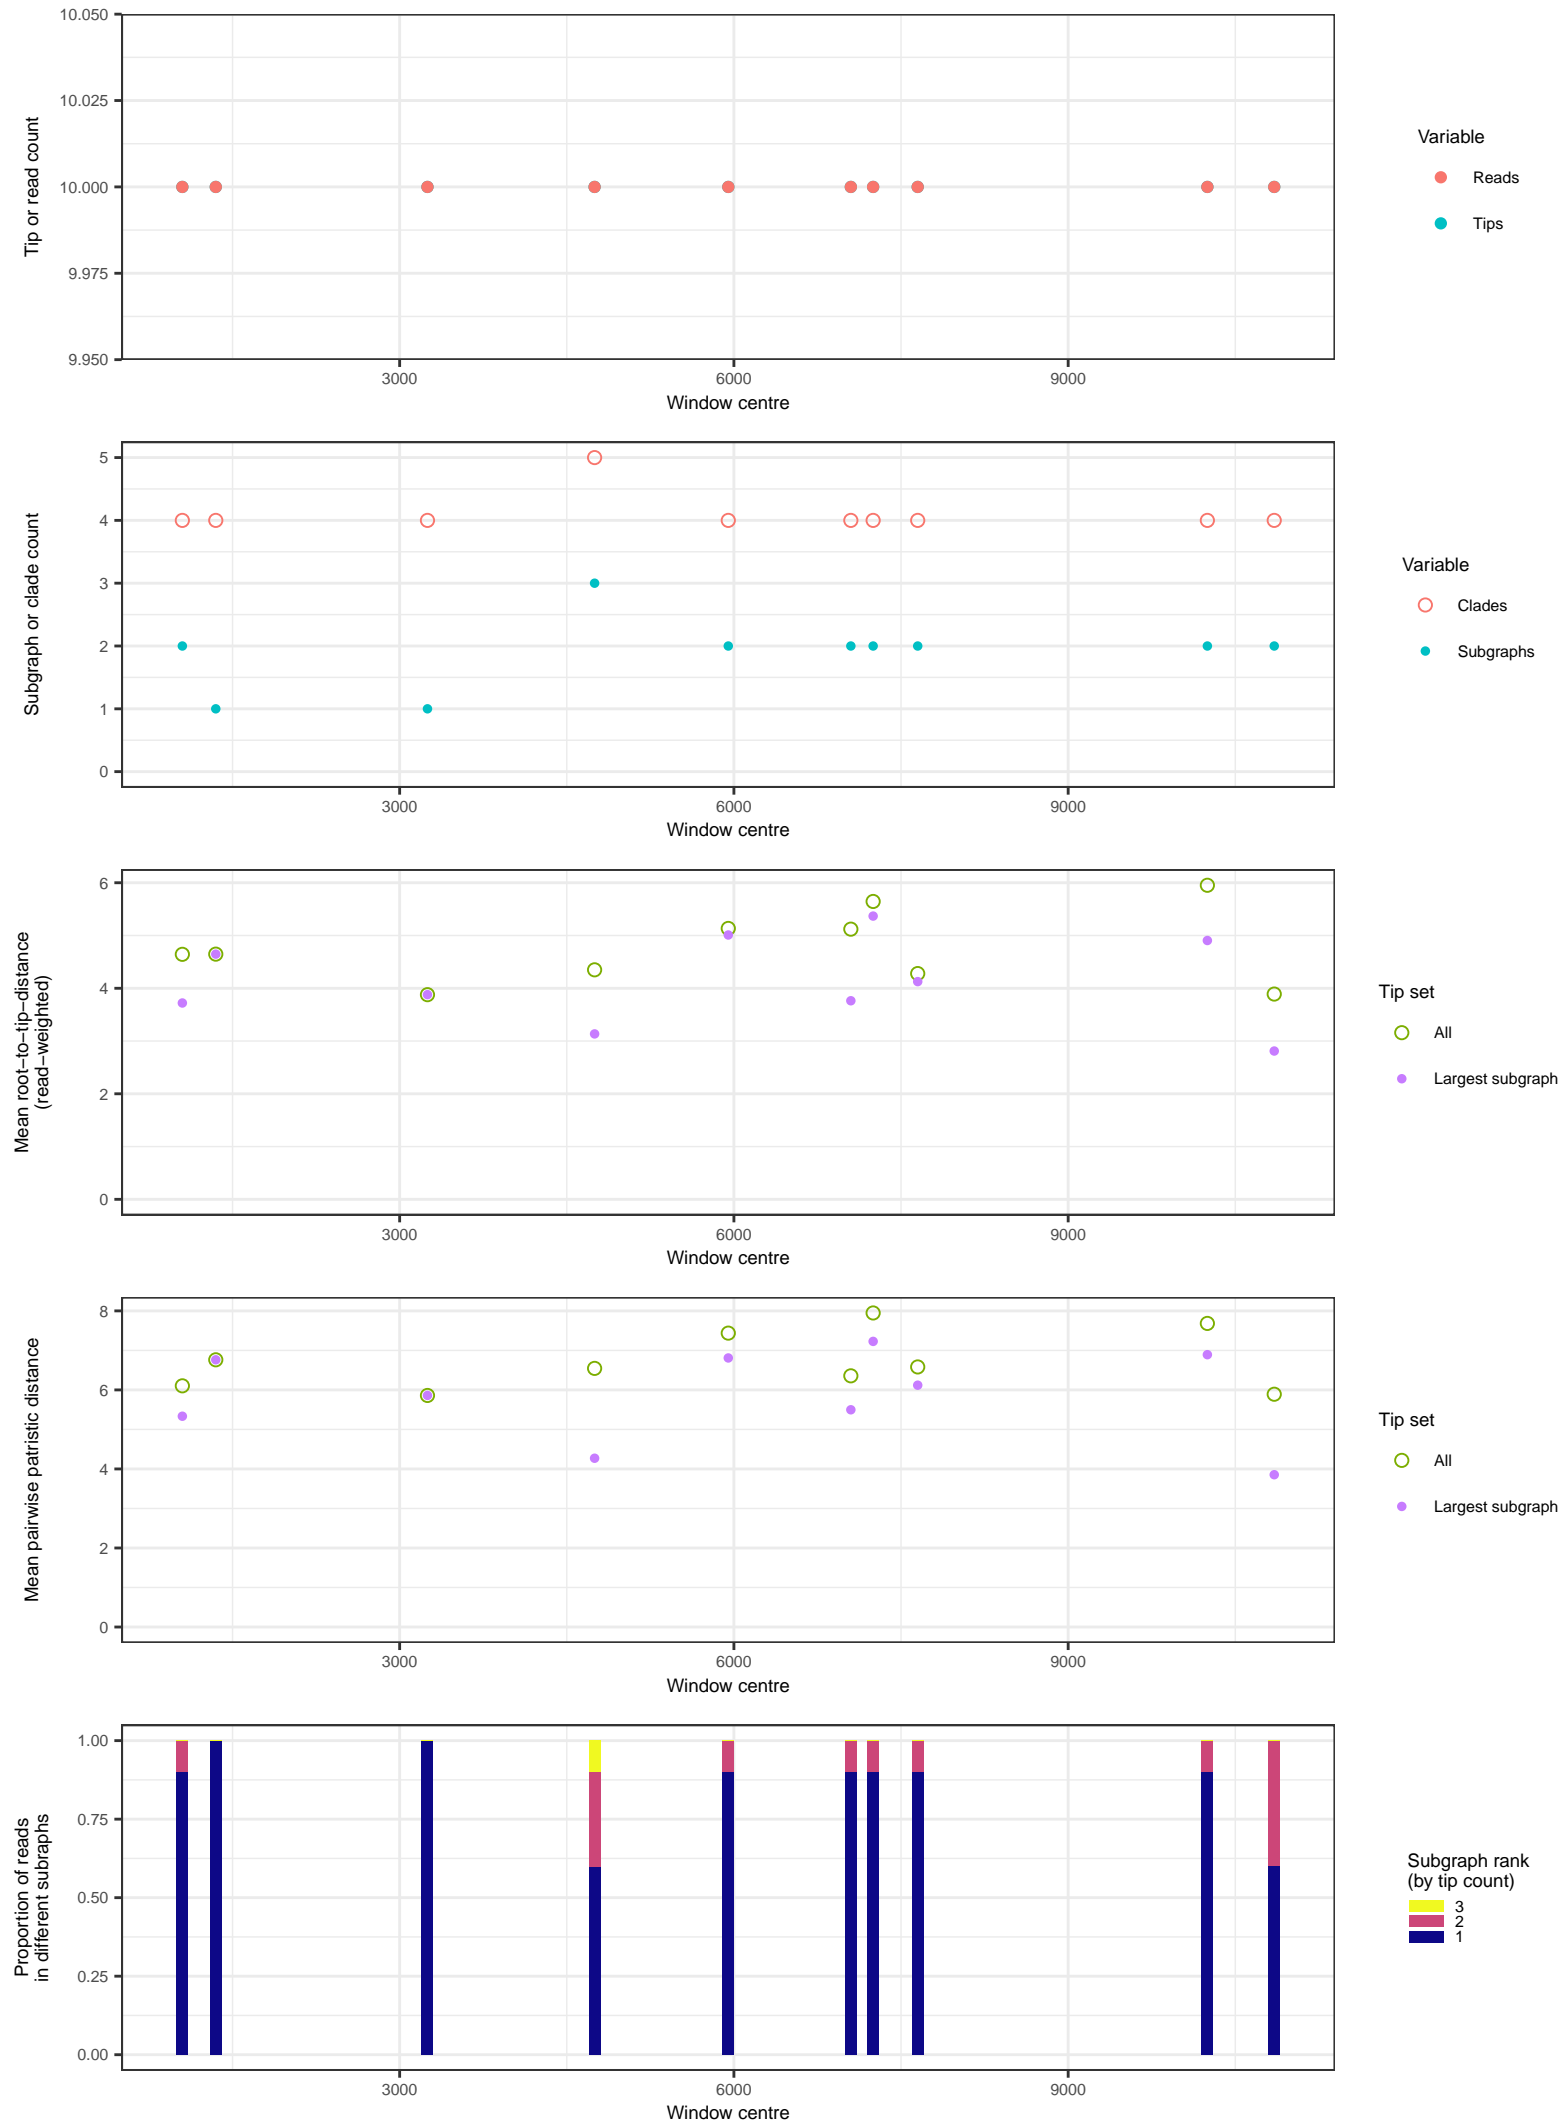 10.050
10.025
10.000
9.975
9.950
Tip or read count
3000
6000
9000
Window centre
Variable
Reads
Tips
5
4
3
2
1
0
Subgraph or clade count
3000
6000
9000
Window centre
Variable
Clades
Subgraphs
6
4
2
0
Mean root−to−tip−distance
(read−weighted)
3000
6000
9000
Window centre
Tip set
All
Largest subgraph
8
6
4
2
0
Mean pairwise patristic distance
3000
6000
9000
Window centre
Tip set
All
Largest subgraph
1.00
0.75
0.50
0.25
0.00
Proportion of reads
in different subraphs
3000
6000
9000
Window centre
Subgraph rank
(by tip count)
3
2
1